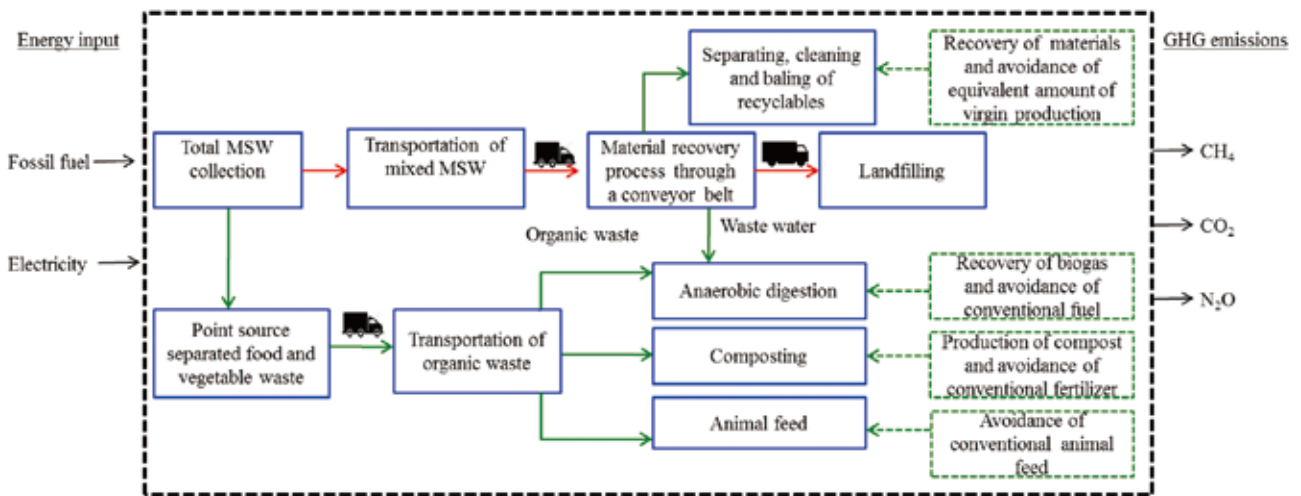 Energy input
Fossil fuel
Electricity
Total MSW
collection
Transportation of
mixed MSW
Material recovery
process through
a conveyor belt
Separating, cleaning
and baling of
recyclables
Recovery of materials
and avoidance of
equivalent amount of
virgin production
Landfilling
Organic waste
Waste water
Point source
separated food and
vegetable waste
Transportation of
organic waste
Anaerobic digestion
Recovery of biogas
and avoidance of
conventional fuel
Composting
Production of compost
and avoidance of
conventional fertilizer
Animal feed
Avoidance of
conventional animal
feed
GHG emissions
CH₄
CO₂
N₂O